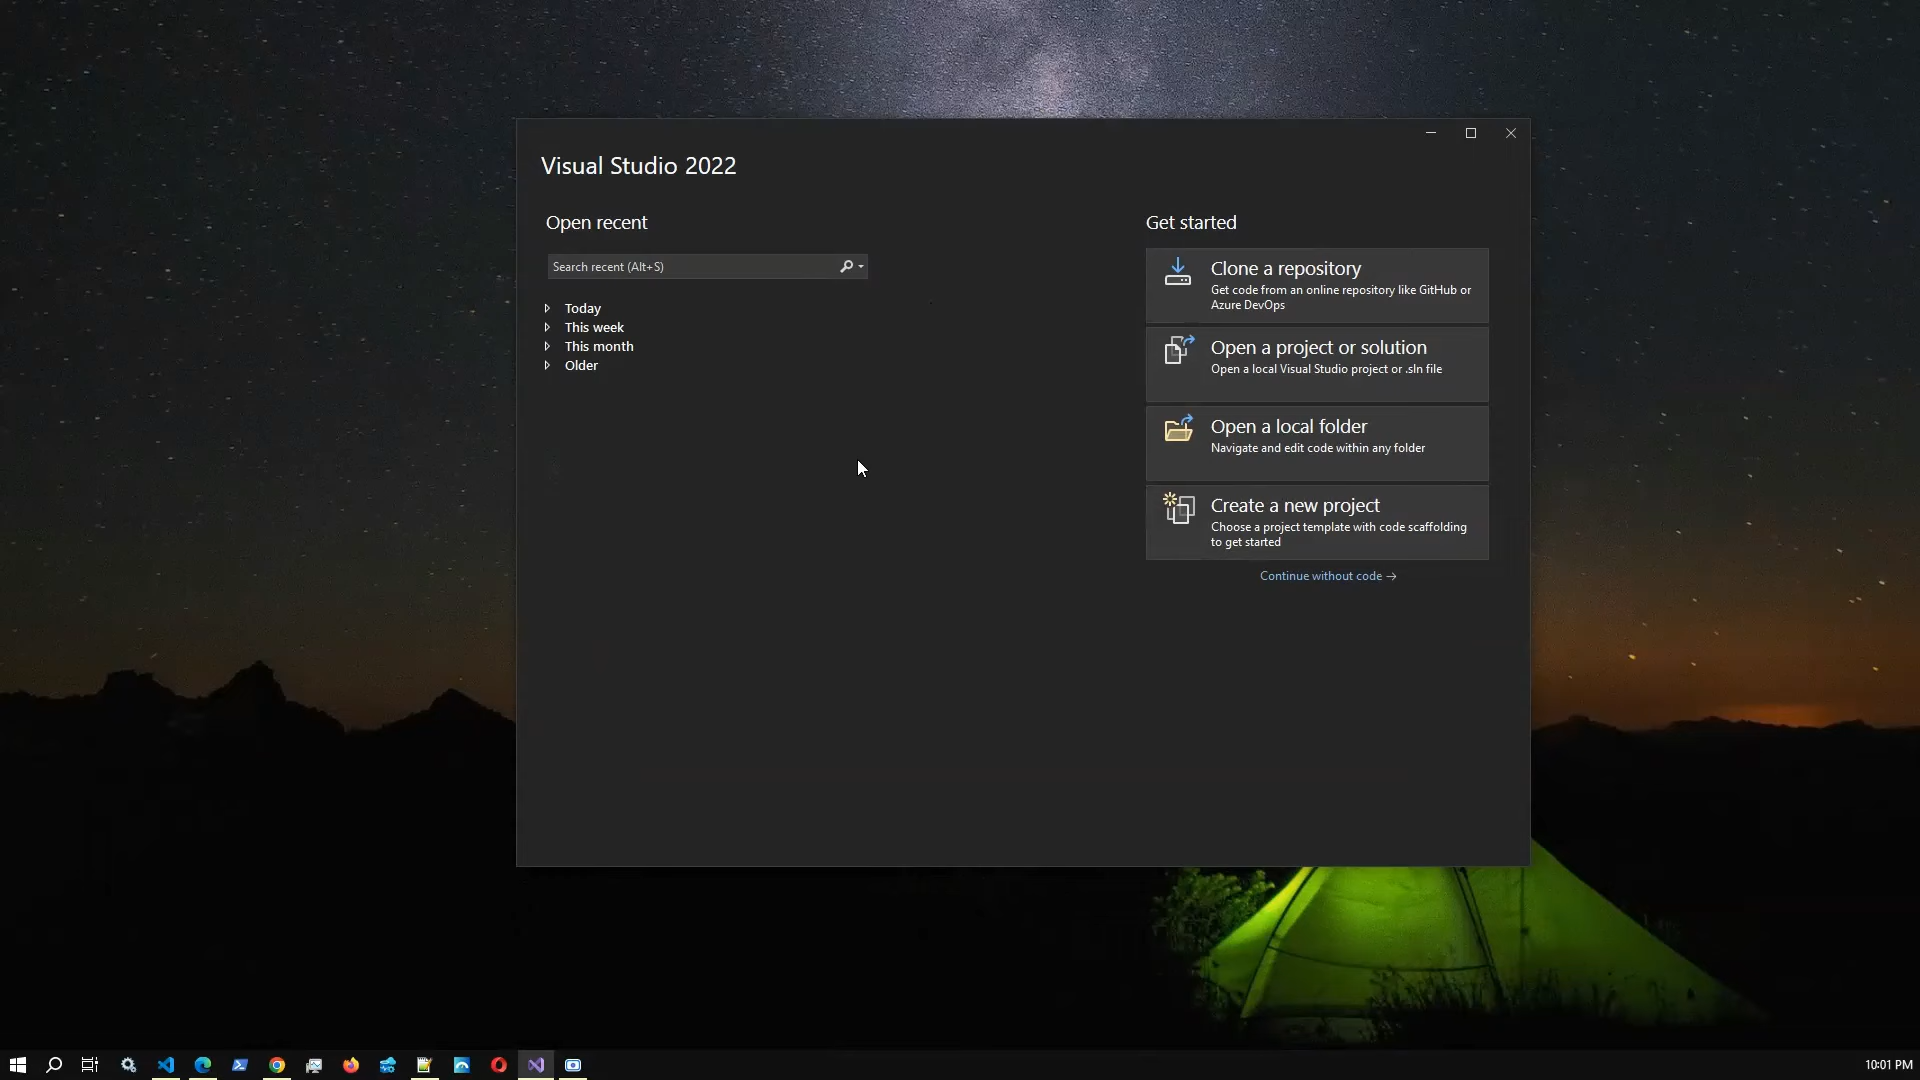 Visual Studio 2022
Open recent
Search recent (Alt+S)
Today
This week
This month
Older
Get started
Clone a repository
Get code from an online repository like GitHub or
Azure DevOps
Open a project or solution
Open a local Visual Studio project or .sln file
Open a local folder
Navigate and edit code within any folder
Create a new project
Choose a project template with code scaffolding
to get started
Continue without code →
10:01 PM